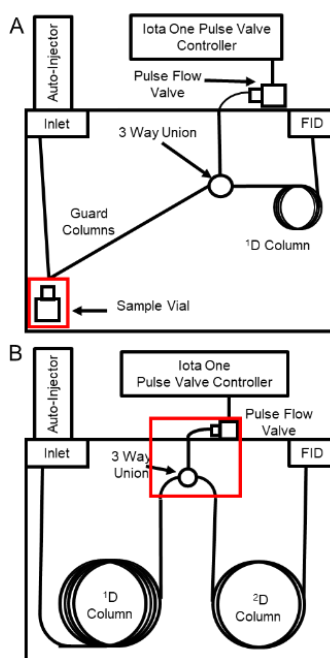 A
Auto-Injector
Iota One Pulse Valve
Controller
Pulse Flow
Valve
Inlet
FID
3 Way Union
Guard
Columns
¹D Column
Sample Vial
B
Auto-Injector
Iota One
Pulse Valve Controller
Pulse Flow
Valve
Inlet
FID
3 Way
Union
¹D
Column
²D
Column